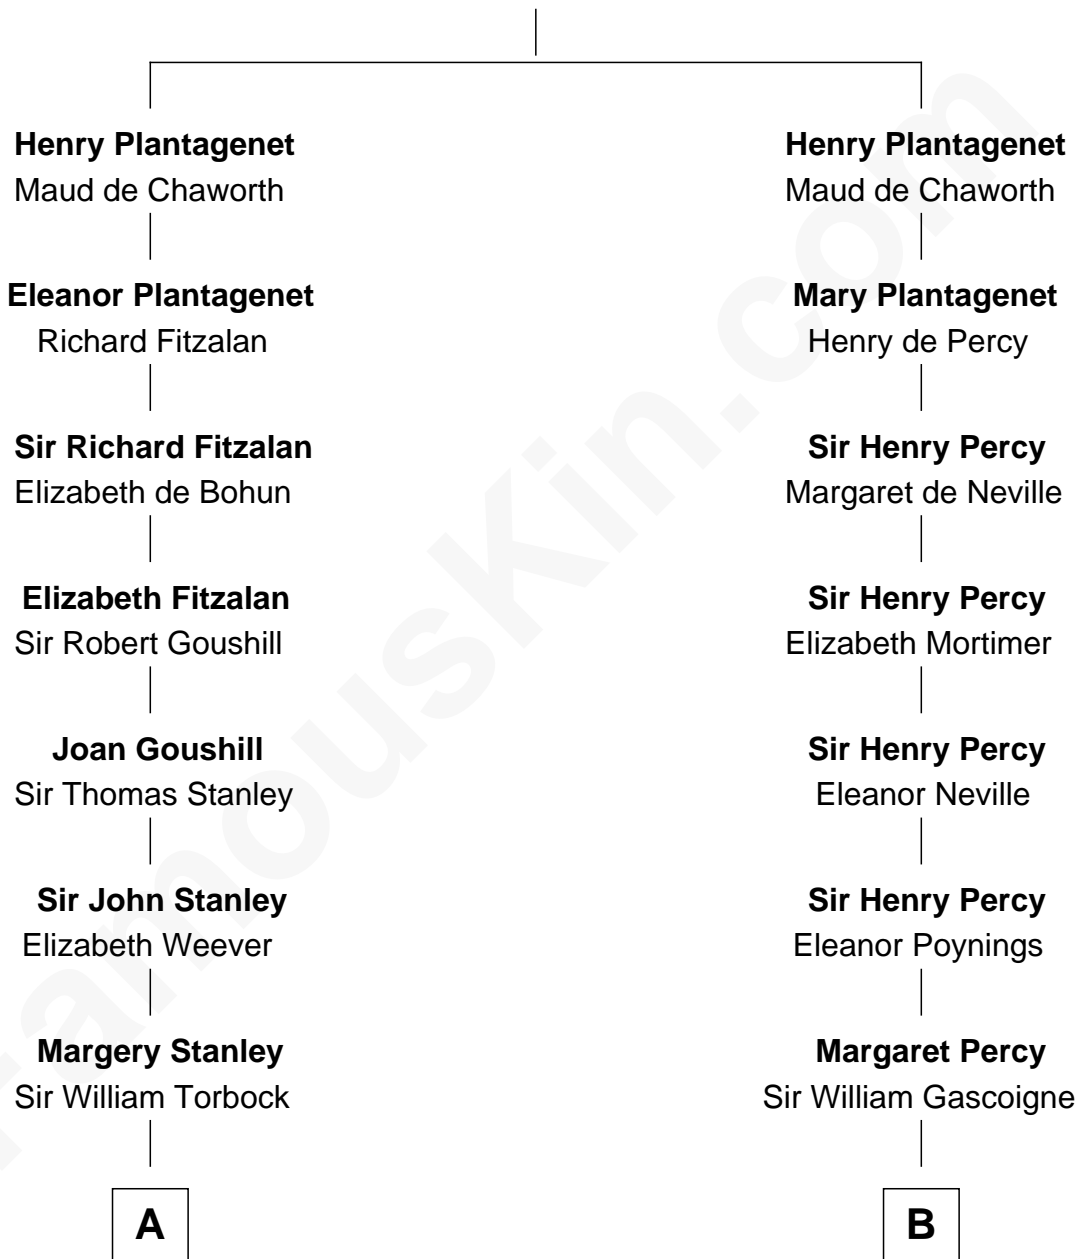 Henry Plantagenet
Maud de Chaworth
Eleanor Plantagenet
Richard Fitzalan
Sir Richard Fitzalan
Elizabeth de Bohun
Elizabeth Fitzalan
Sir Robert Goushill
Joan Goushill
Sir Thomas Stanley
Sir John Stanley
Elizabeth Weever
Margery Stanley
Sir William Torbock
A
Henry Plantagenet
Maud de Chaworth
Mary Plantagenet
Henry de Percy
Sir Henry Percy
Margaret de Neville
Sir Henry Percy
Elizabeth Mortimer
Sir Henry Percy
Eleanor Neville
Sir Henry Percy
Eleanor Poynings
Margaret Percy
Sir William Gascoigne
B
FamousKin.com